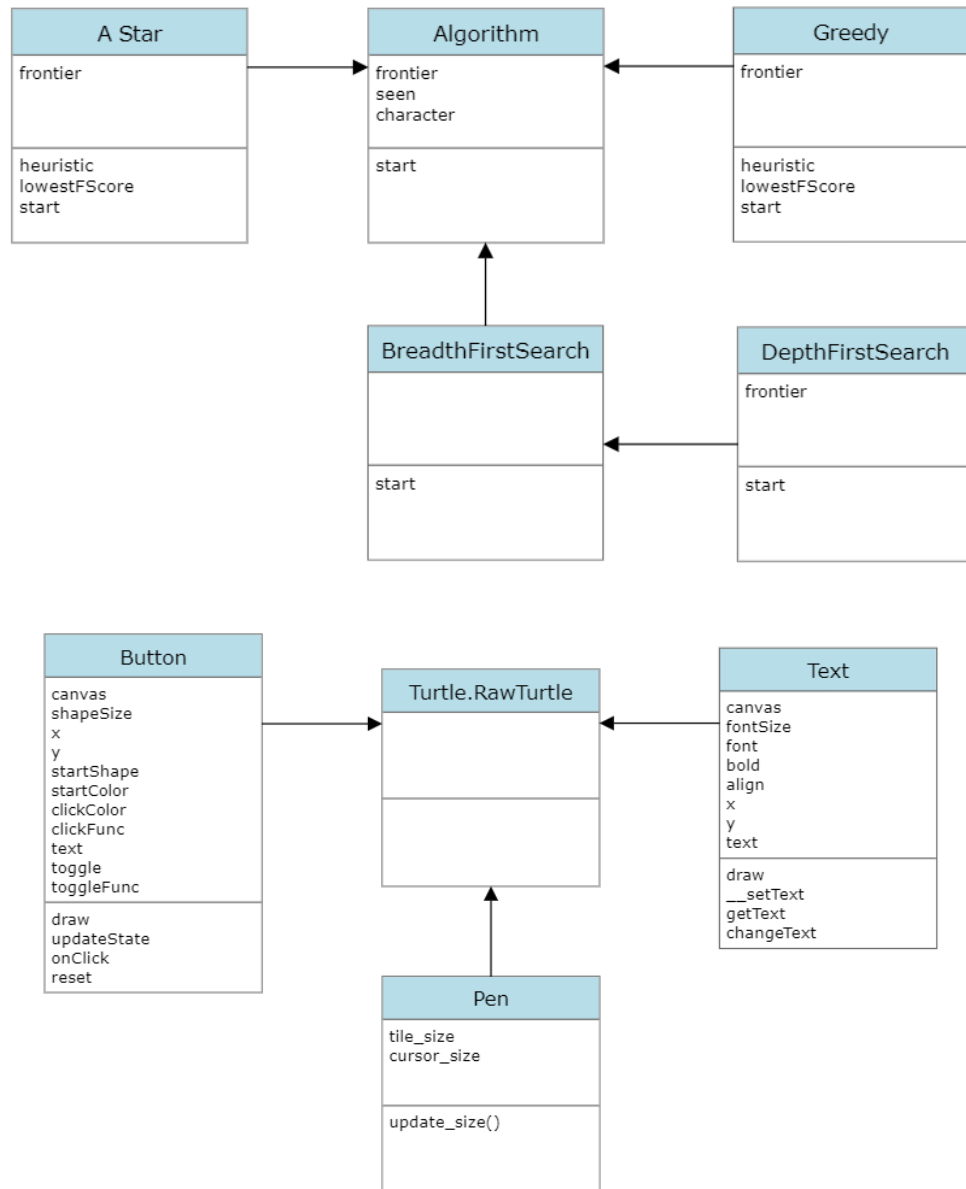 A Star
frontier
heuristic
lowestFScore
start
Algorithm
frontier
seen
character
start
Greedy
frontier
heuristic
lowestFScore
start
BreadthFirstSearch
start
DepthFirstSearch
frontier
start
Button
canvas
shapeSize
x
y
startShape
startColor
clickColor
clickFunc
text
toggle
toggleFunc
draw
updateState
onClick
reset
Turtle.RawTurtle
Text
canvas
fontSize
font
bold
align
x
y
text
draw
__setText
getText
changeText
Pen
tile_size
cursor_size
update_size()